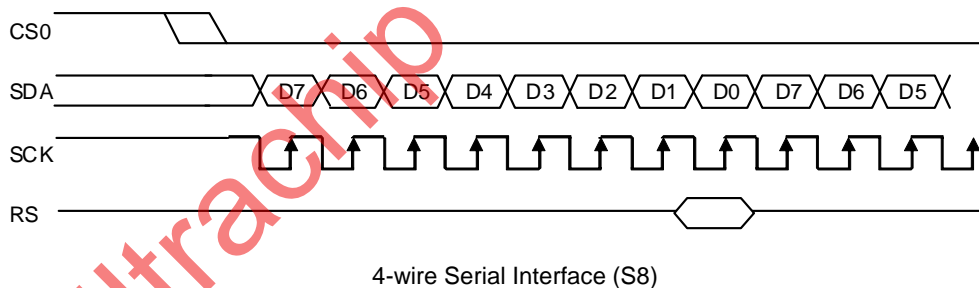 CS0
SDA D7 D6 D5 D4 D3 D2 D1 D0 D7 D6 D5
SCK
RS
4-wire Serial Interface (S8)
ltrachip